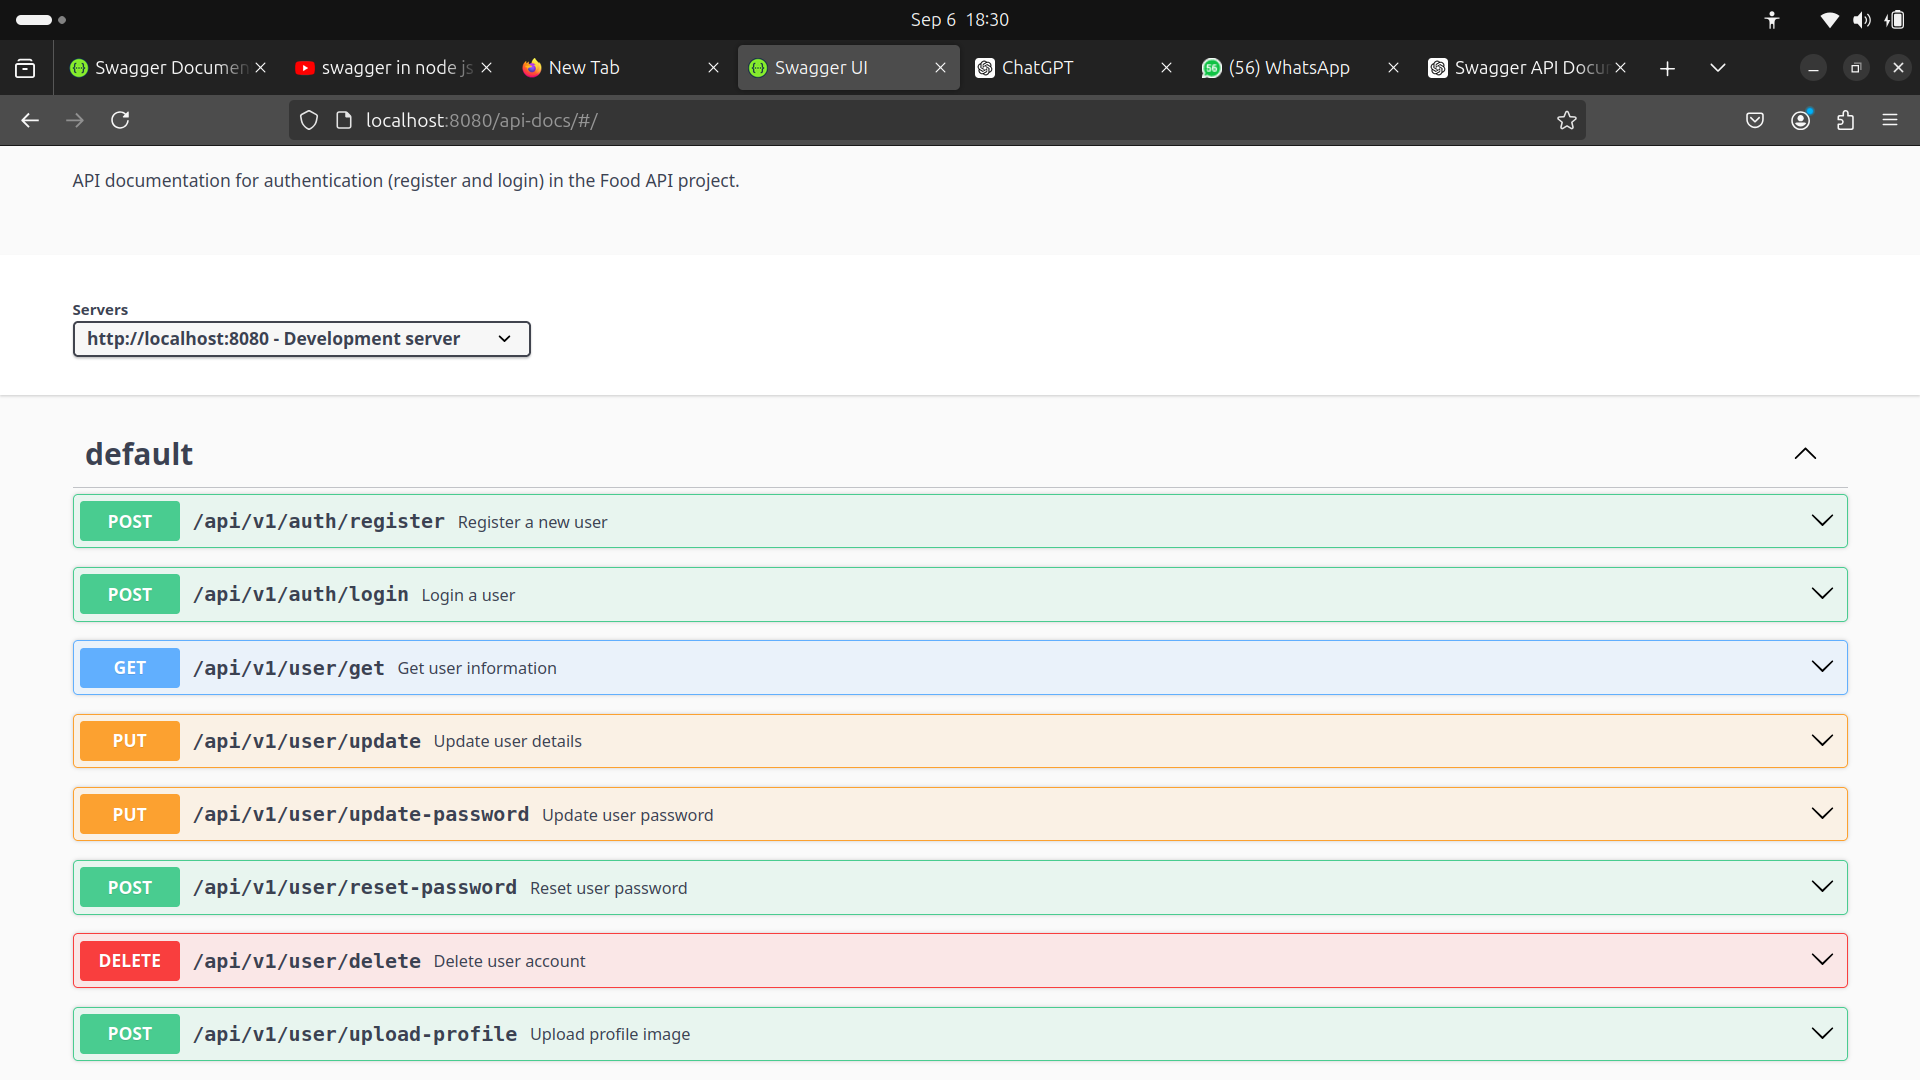 Sep 6 18:30
Swagger Documen
swagger in node js
New Tab
Swagger UI
ChatGPT
56
(56) WhatsApp
Swagger API Docu
localhost:8080/api-docs/#/
API documentation for authentication (register and login) in the Food API project.
Servers
http://localhost:8080 - Development server
default
POST /api/v1/auth/register Register a new user
POST /api/v1/auth/login Login a user
GET /api/v1/user/get Get user information
PUT /api/v1/user/update Update user details
PUT /api/v1/user/update-password Update user password
POST /api/v1/user/reset-password Reset user password
DELETE /api/v1/user/delete Delete user account
POST /api/v1/user/upload-profile Upload profile image